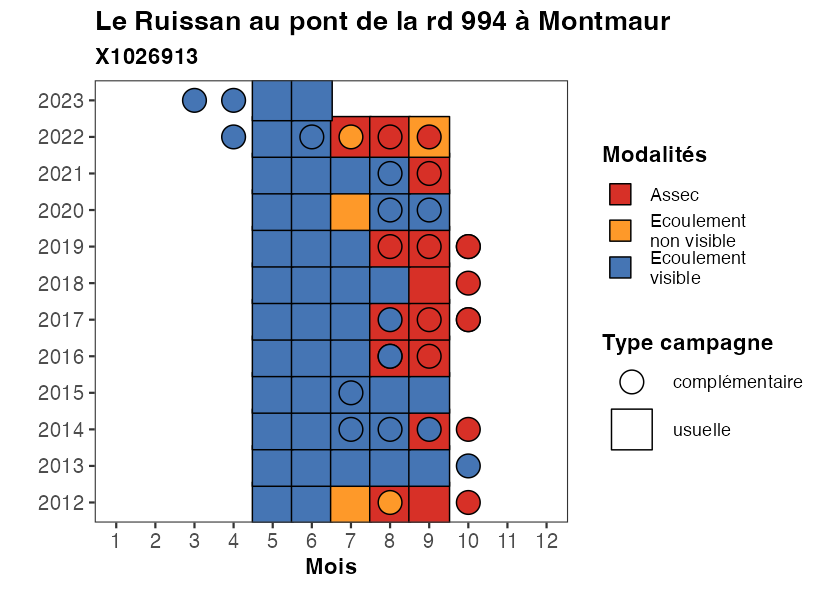 Le Ruissan au pont de la rd 994 à Montmaur
X1026913
2023
2022
2021
2020
2019
2018
2017
2016
2015
2014
2013
2012
1 2 3 4 5 6 7 8 9 10 11 12
Mois
Modalités
Assec
Ecoulement
non visible
Ecoulement
visible
Type campagne
complémentaire
usuelle